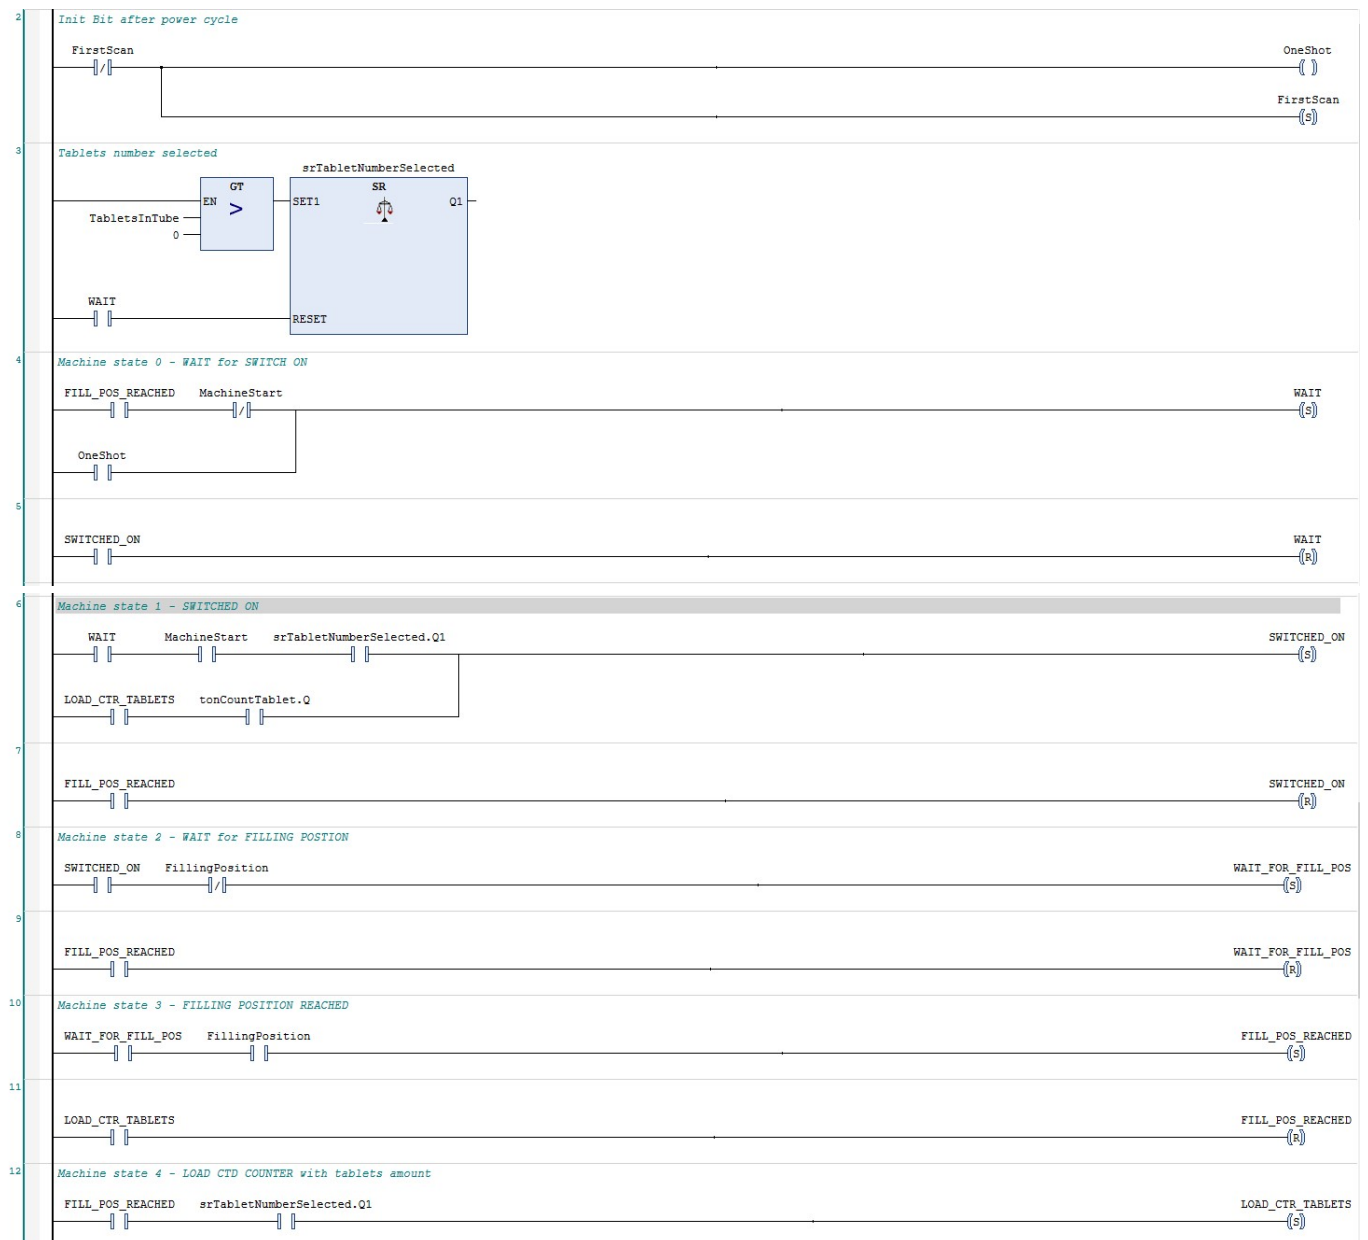 2
Init Bit after power cycle
FirstScan
OneShot
FirstScan
S
3
Tablets number selected
srTabletNumberSelected
GT
SR
EN
>
SET1
Q1
TabletsInTube
0
WAIT
RESET
4
Machine state 0 - WAIT for SWITCH ON
FILL_POS_REACHED MachineStart
WAIT
S
OneShot
5
SWITCHED_ON
WAIT
R
6
Machine state 1 - SWITCHED ON
WAIT MachineStart srTabletNumberSelected.Q1
SWITCHED_ON
S
LOAD_CTR_TABLETS tonCountTablet.Q
7
FILL_POS_REACHED
SWITCHED_ON
R
8
Machine state 2 - WAIT for FILLING POSTION
SWITCHED_ON FillingPosition
WAIT_FOR_FILL_POS
S
9
FILL_POS_REACHED
WAIT_FOR_FILL_POS
R
10
Machine state 3 - FILLING POSITION REACHED
WAIT_FOR_FILL_POS FillingPosition
FILL_POS_REACHED
S
11
LOAD_CTR_TABLETS
FILL_POS_REACHED
R
12
Machine state 4 - LOAD CTD COUNTER with tablets amount
FILL_POS_REACHED srTabletNumberSelected.Q1
LOAD_CTR_TABLETS
S